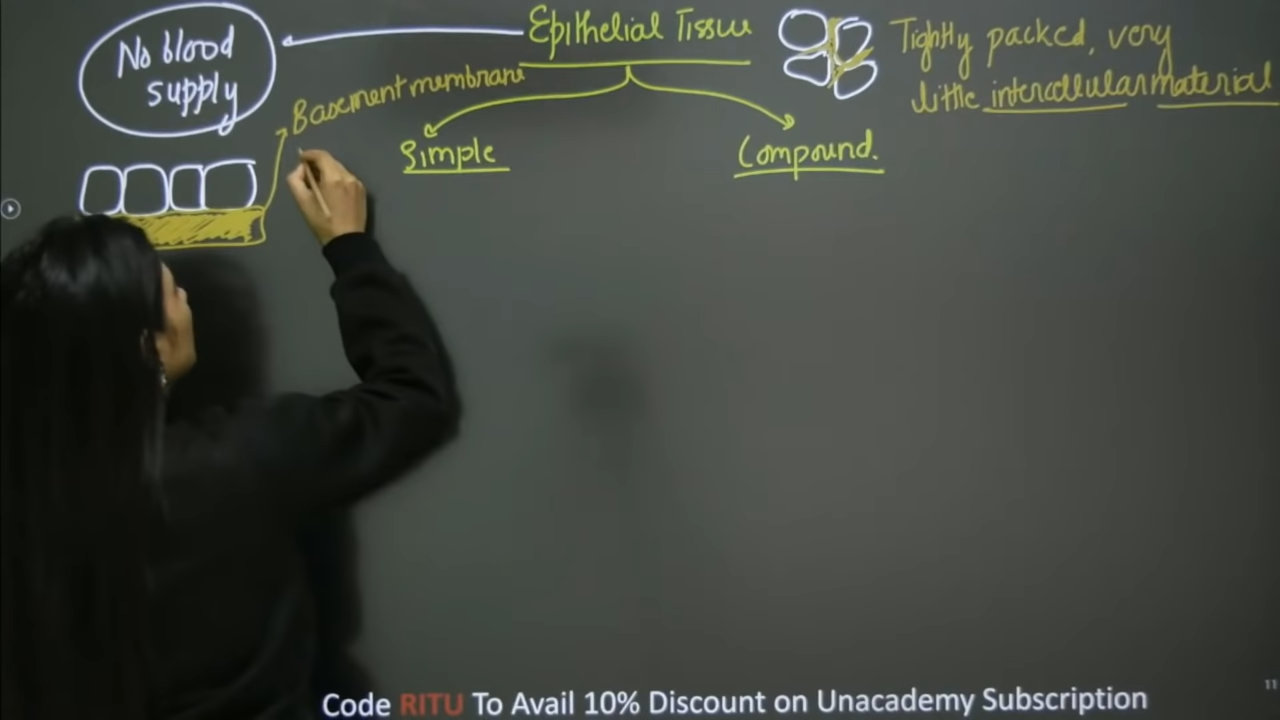 No blood
supply
Epithelial Tissue
Tightly packed, very
little intercellular material
Basement membrane
Simple
Compound.
Code RITU To Avail 10% Discount on Unacademy Subscription
11